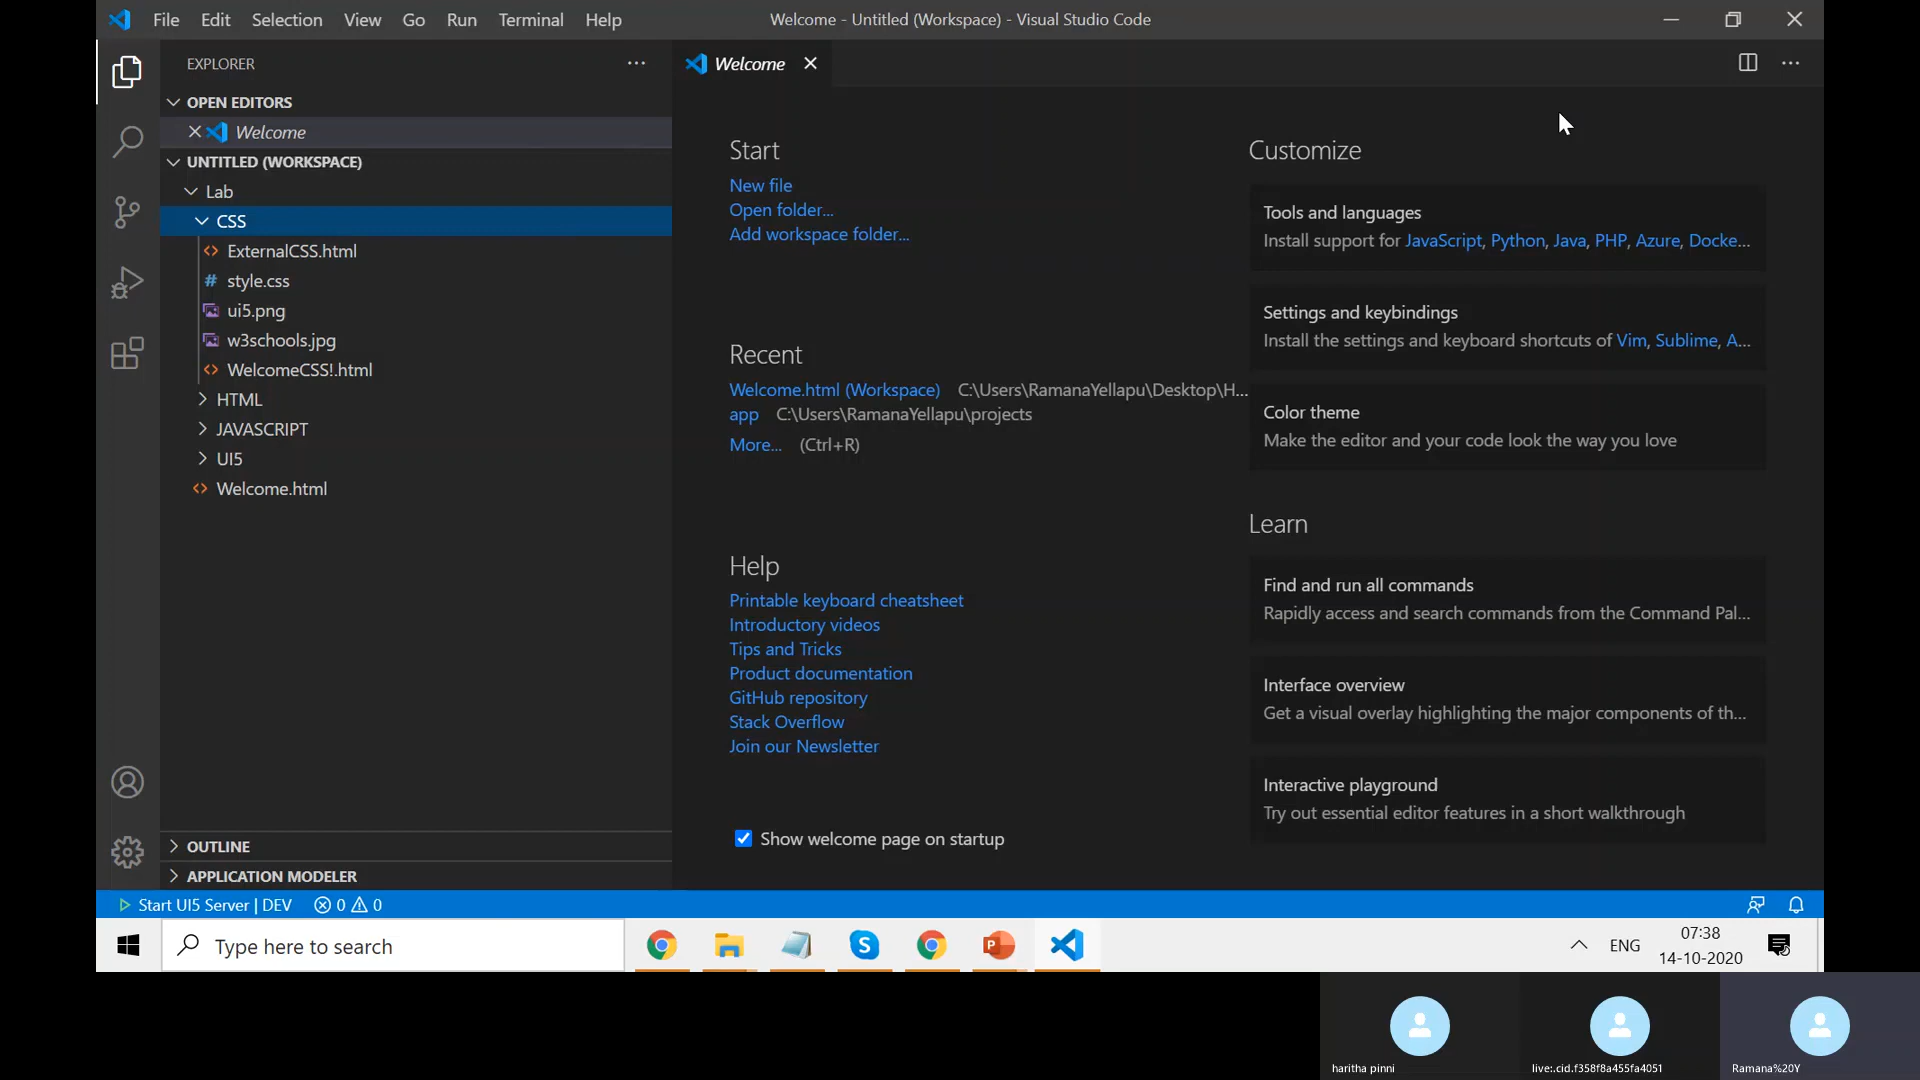 File Edit Selection View Go Run Terminal Help
Welcome - Untitled (Workspace) - Visual Studio Code
EXPLORER
Welcome
OPEN EDITORS
Welcome
UNTITLED (WORKSPACE)
Lab
CSS
ExternalCSS.html
style.css
ui5.png
w3schools.jpg
WelcomeCSS!.html
HTML
JAVASCRIPT
UI5
Welcome.html
OUTLINE
APPLICATION MODELER
Start
New file
Open folder...
Add workspace folder...
Recent
Welcome.html (Workspace) C:\Users\RamanaYellapu\Desktop\H...
app C:\Users\RamanaYellapu\projects
More... (Ctrl+R)
Help
Printable keyboard cheatsheet
Introductory videos
Tips and Tricks
Product documentation
GitHub repository
Stack Overflow
Join our Newsletter
Show welcome page on startup
Customize
Tools and languages
Install support for JavaScript, Python, Java, PHP, Azure, Docke...
Settings and keybindings
Install the settings and keyboard shortcuts of Vim, Sublime, A...
Color theme
Make the editor and your code look the way you love
Learn
Find and run all commands
Rapidly access and search commands from the Command Pal...
Interface overview
Get a visual overlay highlighting the major components of th...
Interactive playground
Try out essential editor features in a short walkthrough
Start UI5 Server | DEV 0 0
Type here to search
ENG
07:38
14-10-2020
haritha pinni
live:.cid.f358f8a455fa4051
Ramana%20Y